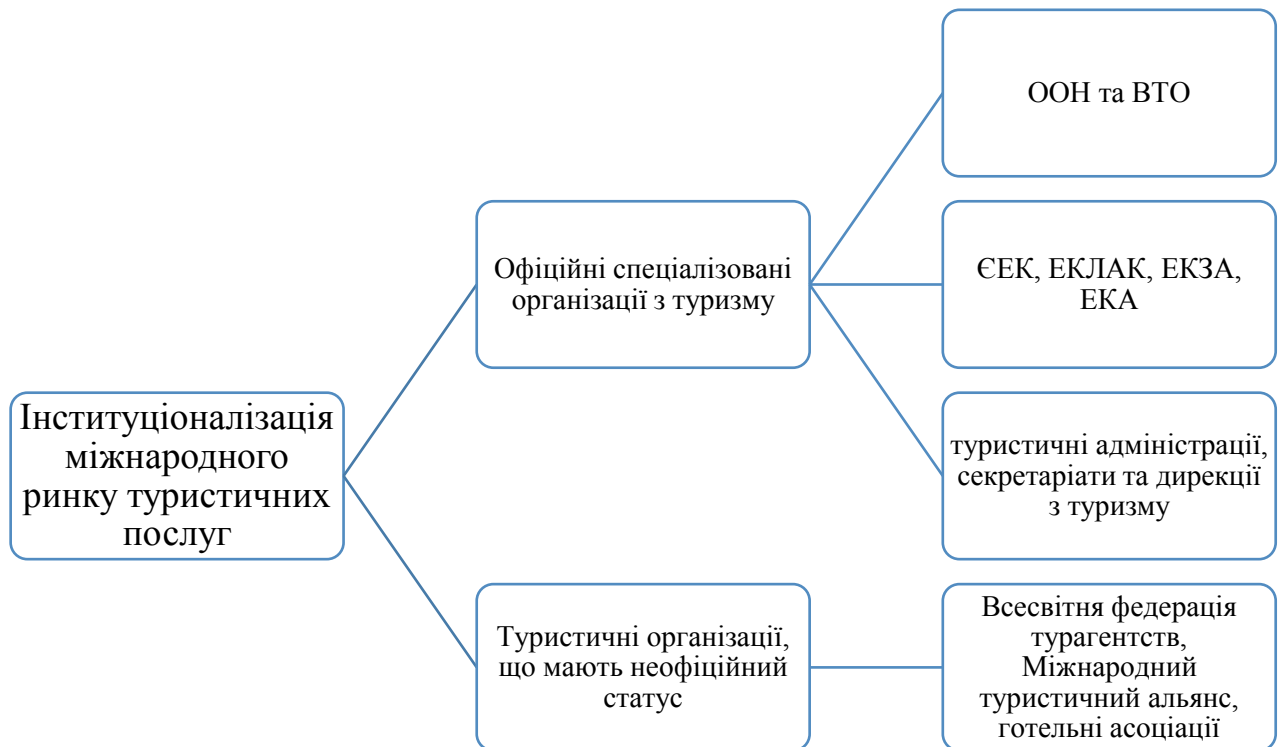 Інституціоналізація
міжнародного
ринку туристичних
послуг
Офіційні спеціалізовані
організації з туризму
ООН та ВТО
ЄЕК, ЕКЛАК, ЕКЗА,
ЕКА
туристичні адміністрації,
секретаріати та дирекції
з туризму
Туристичні організації,
що мають неофіційний
статус
Всесвітня федерація
турагентств,
Міжнародний
туристичний альянс,
готельні асоціації